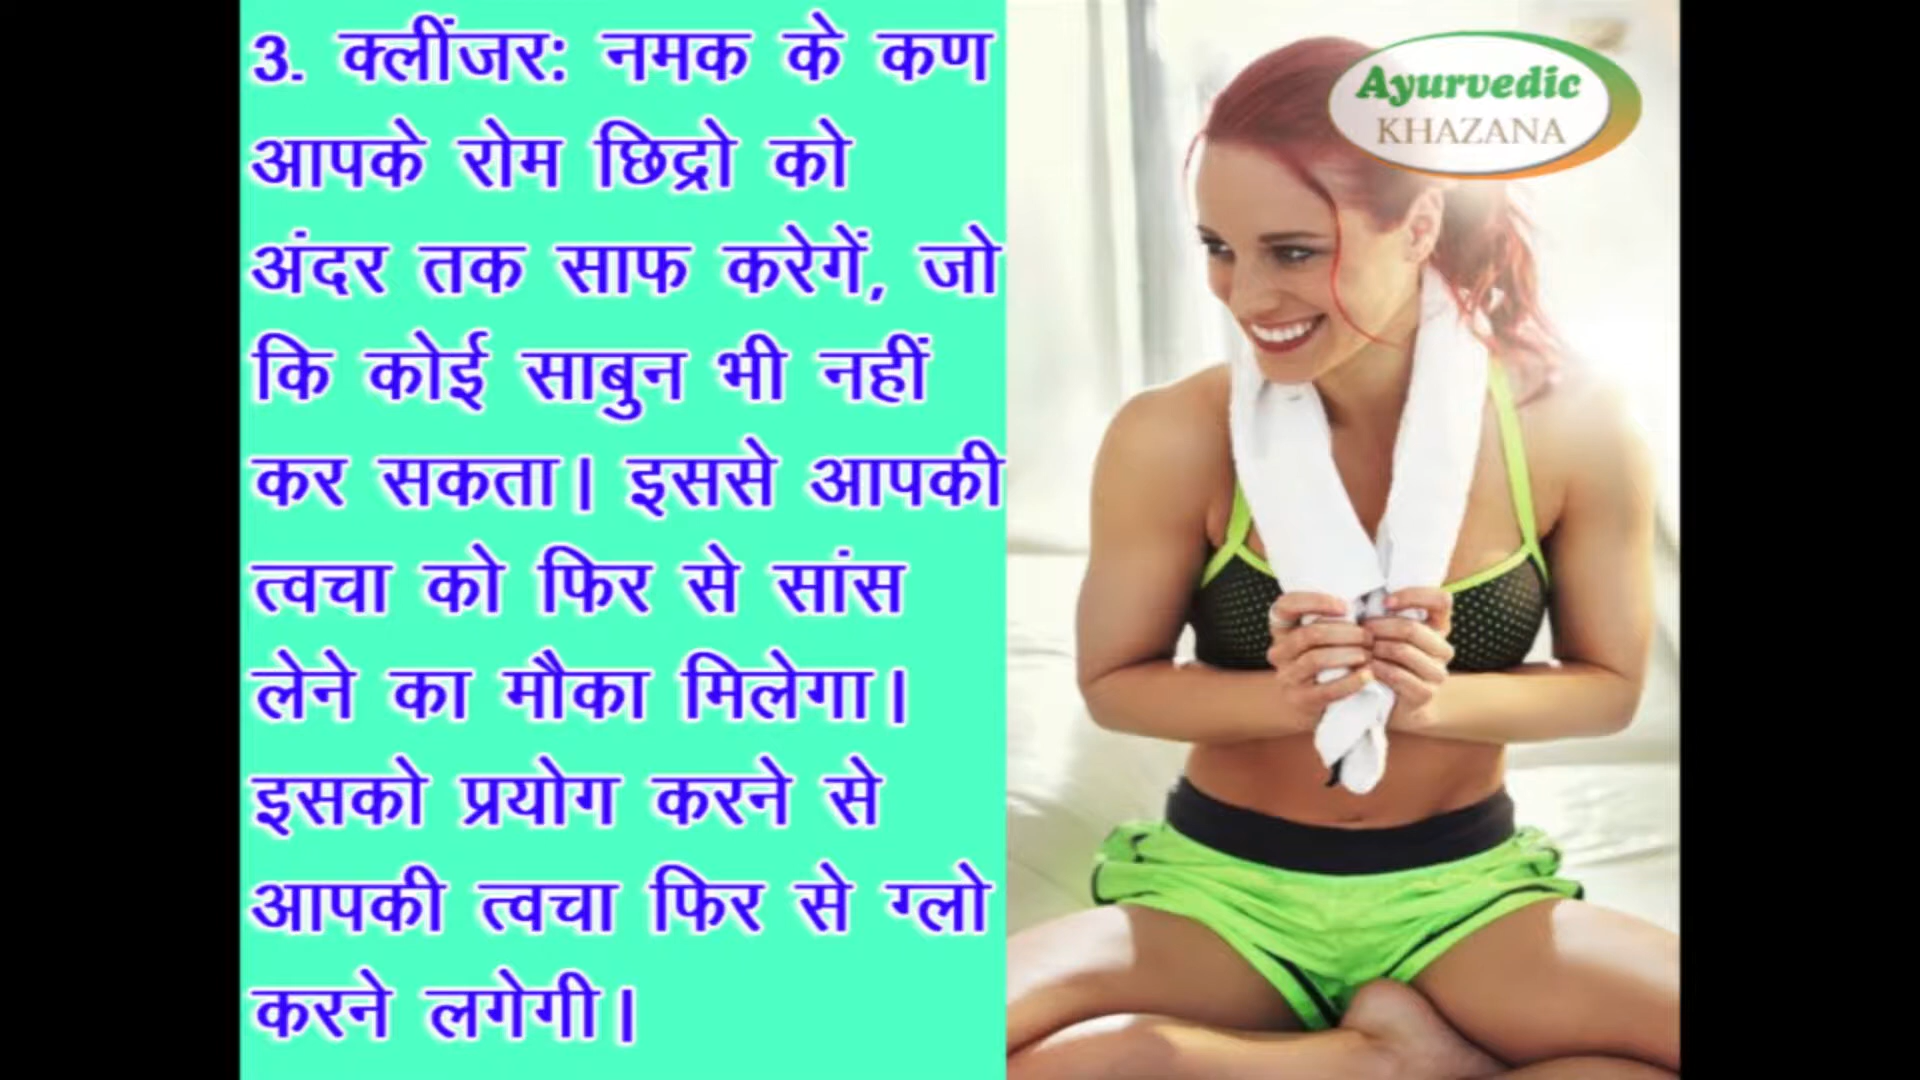 3. क्लींजर: नमक के कण
आपके रोम छिद्रो को
अंदर तक साफ करेगें, जो
कि कोई साबुन भी नहीं
कर सकता। इससे आपकी
त्वचा को फिर से सांस
लेने का मौका मिलेगा।
इसको प्रयोग करने से
आपकी त्वचा फिर से ग्लो
करने लगेगी।
Ayurvedic
KHAZANA